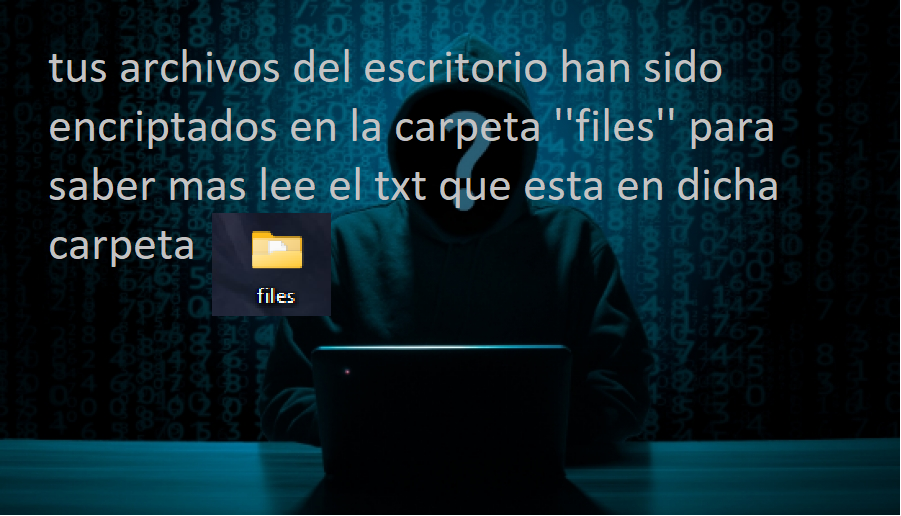 tus archivos del escritorio han sido
encriptados en la carpeta ''files'' para
saber mas lee el txt que esta en dicha
carpeta
files
?